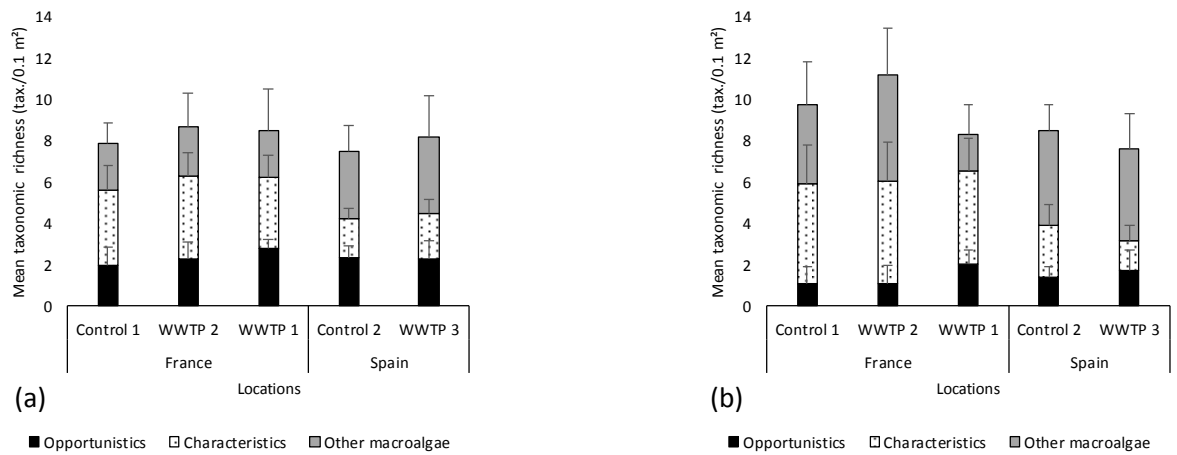 Mean taxonomic richness (tax./0.1 m²)
14
12
10
8
6
4
2
0
Control 1 WWTP 2 WWTP 1 Control 2 WWTP 3
France Spain
Locations
(a)
Opportunistics Characteristics Other macroalgae
Mean taxonomic richness (tax./0.1 m²)
14
12
10
8
6
4
2
0
Control 1 WWTP 2 WWTP 1 Control 2 WWTP 3
France Spain
Locations
(b)
Opportunistics Characteristics Other macroalgae